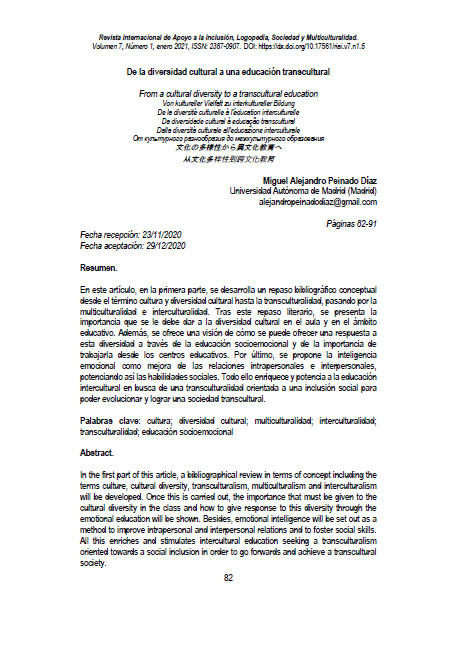 Revista Internacional de Apoyo a la Inclusión, Logopedia, Sociedad y Multiculturalidad.
Volumen 7, Número 1, enero 2021, ISSN: 2387-0907. DOI: https://dx.doi.org/10.17561/riai.v7.n1.5
De la diversidad cultural a una educación transcultural
From a cultural diversity to a transcultural education
Von kultureller Vielfalt zu interkultureller Bildung
De la diversité culturelle à l'éducation interculturelle
Da diversidade cultural à educação transcultural
Dalla diversità culturale all'educazione interculturale
От культурного разнообразия до межкультурного образования
文化の多様性から異文化教育へ
从文化多样性到跨文化教育
Miguel Alejandro Peinado Díaz
Universidad Autónoma de Madrid (Madrid)
alejandropeinadodiaz@gmail.com
Páginas 82-91
Fecha recepción: 23/11/2020
Fecha aceptación: 29/12/2020
Resumen.
En este artículo, en la primera parte, se desarrolla un repaso bibliográfico conceptual
desde el término cultura y diversidad cultural hasta la transculturalidad, pasando por la
multiculturalidad e interculturalidad. Tras este repaso literario, se presenta la
importancia que se le debe dar a la diversidad cultural en el aula y en el ámbito
educativo. Además, se ofrece una visión de cómo se puede ofrecer una respuesta a
esta diversidad a través de la educación socioemocional y de la importancia de
trabajarla desde los centros educativos. Por último, se propone la inteligencia
emocional como mejora de las relaciones intrapersonales e interpersonales,
potenciando así las habilidades sociales. Todo ello enriquece y potencia a la educación
intercultural en busca de una transculturalidad orientada a una inclusión social para
poder evolucionar y lograr una sociedad transcultural.
Palabras clave: cultura; diversidad cultural; multiculturalidad; interculturalidad;
transculturalidad; educación socioemocional
Abstract.
In the first part of this article, a bibliographical review in terms of concept including the
terms culture, cultural diversity, transculturalism, multiculturalism and interculturalism
will be developed. Once this is carried out, the importance that must be given to the
cultural diversity in the class and how to give response to this diversity through the
emotional education will be shown. Besides, emotional intelligence will be set out as a
method to improve intrapersonal and interpersonal relations and to foster social skills.
All this enriches and stimulates intercultural education seeking a transculturalism
oriented towards a social inclusion in order to go forwards and achieve a transcultural
society.
82